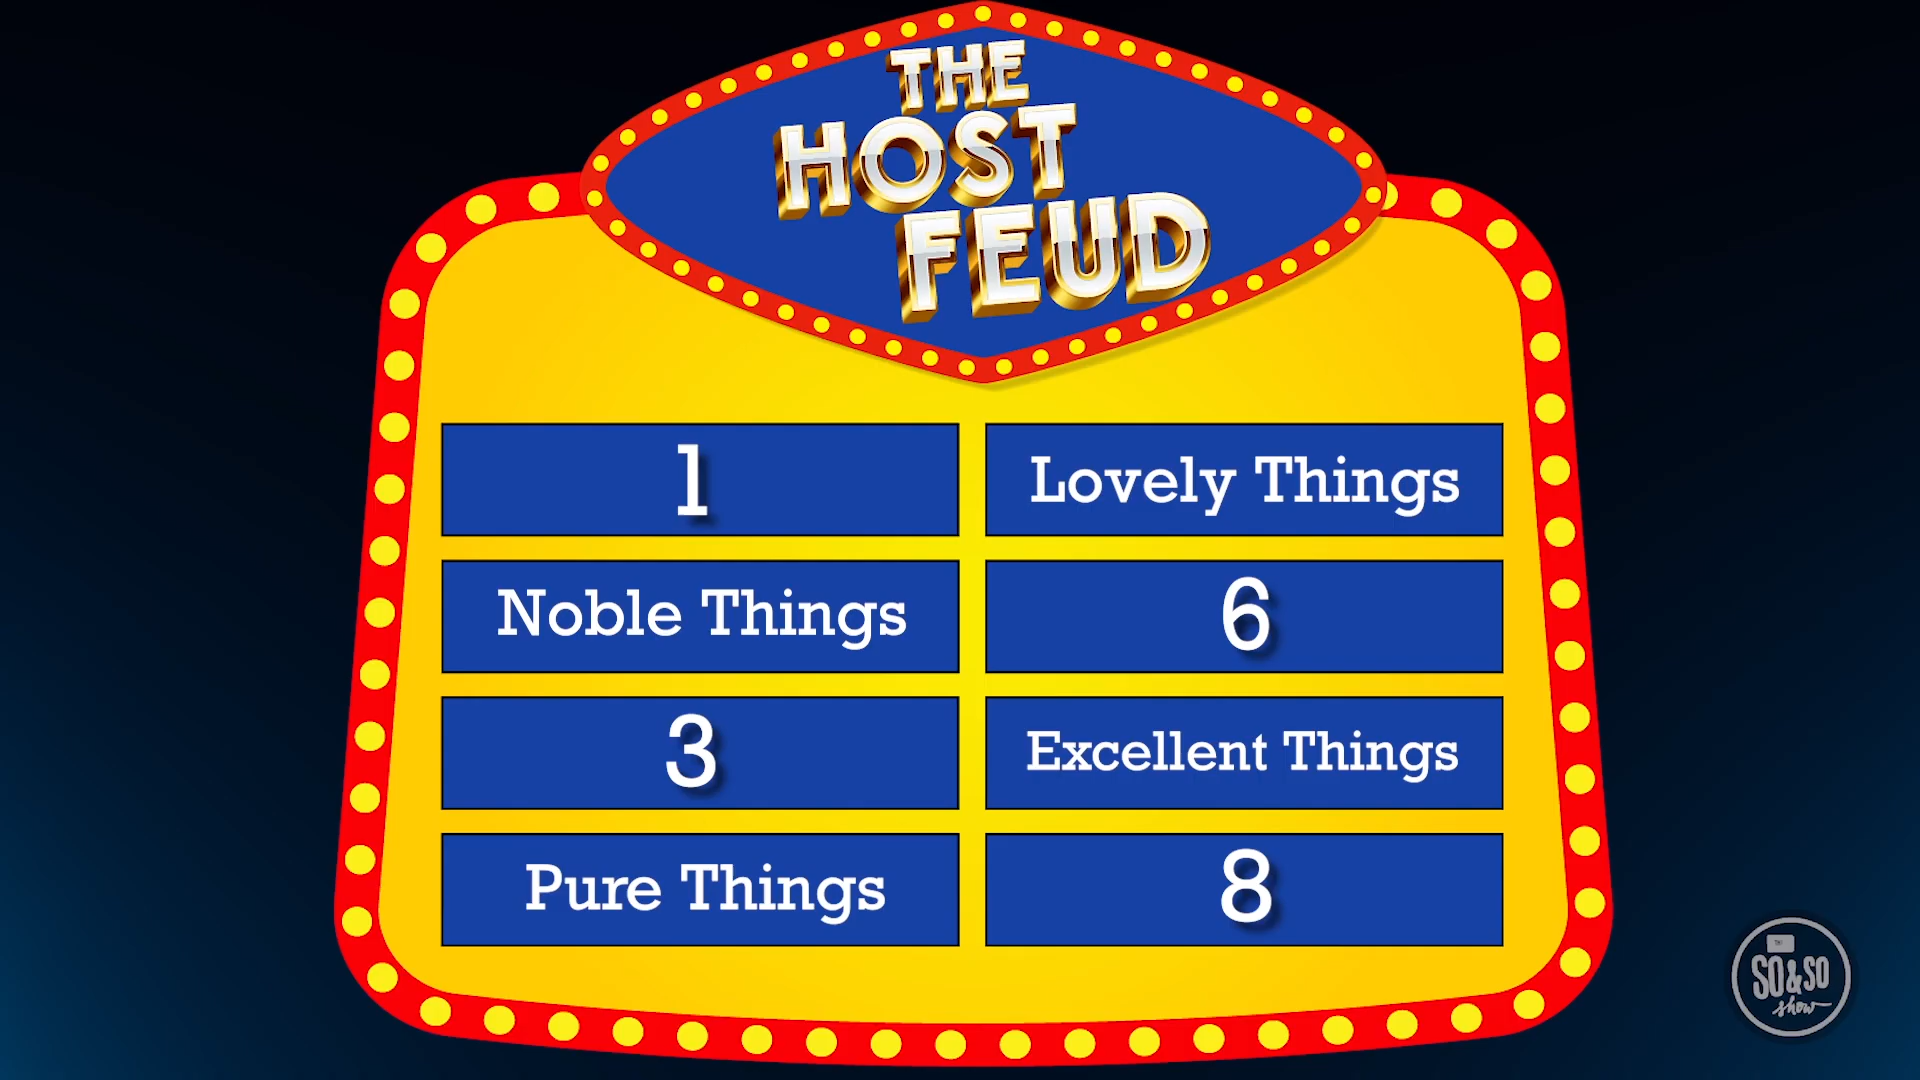 THE
HOST
FEUD
1
Lovely Things
Noble Things
6
3
Excellent Things
Pure Things
8
SO&SO
show